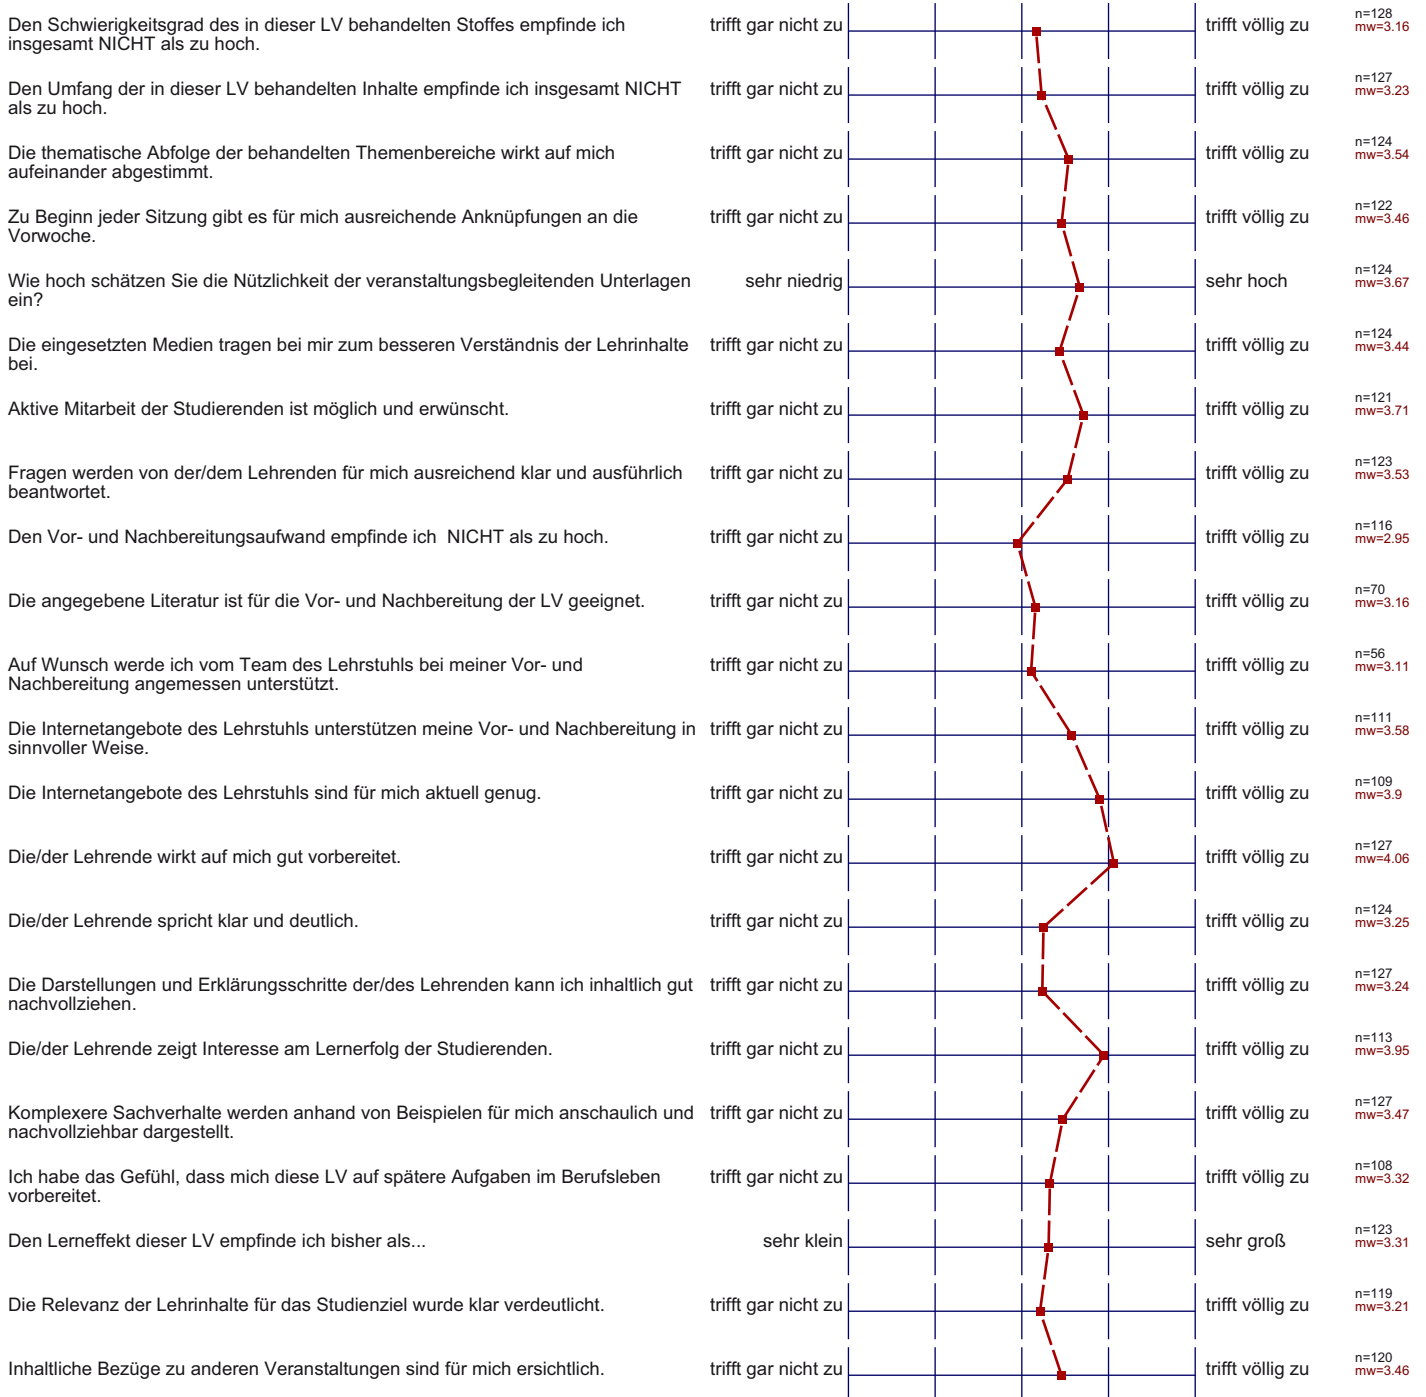 Den Schwierigkeitsgrad des in dieser LV behandelten Stoffes empfinde ich
insgesamt NICHT als zu hoch.
trifft gar nicht zu
trifft völlig zu
n=128
mw=3.16
Den Umfang der in dieser LV behandelten Inhalte empfinde ich insgesamt NICHT
als zu hoch.
trifft gar nicht zu
trifft völlig zu
n=127
mw=3.23
Die thematische Abfolge der behandelten Themenbereiche wirkt auf mich
aufeinander abgestimmt.
trifft gar nicht zu
trifft völlig zu
n=124
mw=3.54
Zu Beginn jeder Sitzung gibt es für mich ausreichende Anknüpfungen an die
Vorwoche.
trifft gar nicht zu
trifft völlig zu
n=122
mw=3.46
Wie hoch schätzen Sie die Nützlichkeit der veranstaltungsbegleitenden Unterlagen
ein?
sehr niedrig
sehr hoch
n=124
mw=3.67
Die eingesetzten Medien tragen bei mir zum besseren Verständnis der Lehrinhalte
bei.
trifft gar nicht zu
trifft völlig zu
n=124
mw=3.44
Aktive Mitarbeit der Studierenden ist möglich und erwünscht.
trifft gar nicht zu
trifft völlig zu
n=121
mw=3.71
Fragen werden von der/dem Lehrenden für mich ausreichend klar und ausführlich
beantwortet.
trifft gar nicht zu
trifft völlig zu
n=123
mw=3.53
Den Vor- und Nachbereitungsaufwand empfinde ich  NICHT als zu hoch.
trifft gar nicht zu
trifft völlig zu
n=116
mw=2.95
Die angegebene Literatur ist für die Vor- und Nachbereitung der LV geeignet.
trifft gar nicht zu
trifft völlig zu
n=70
mw=3.16
Auf Wunsch werde ich vom Team des Lehrstuhls bei meiner Vor- und
Nachbereitung angemessen unterstützt.
trifft gar nicht zu
trifft völlig zu
n=56
mw=3.11
Die Internetangebote des Lehrstuhls unterstützen meine Vor- und Nachbereitung in
sinnvoller Weise.
trifft gar nicht zu
trifft völlig zu
n=111
mw=3.58
Die Internetangebote des Lehrstuhls sind für mich aktuell genug.
trifft gar nicht zu
trifft völlig zu
n=109
mw=3.9
Die/der Lehrende wirkt auf mich gut vorbereitet.
trifft gar nicht zu
trifft völlig zu
n=127
mw=4.06
Die/der Lehrende spricht klar und deutlich.
trifft gar nicht zu
trifft völlig zu
n=124
mw=3.25
Die Darstellungen und Erklärungsschritte der/des Lehrenden kann ich inhaltlich gut
nachvollziehen.
trifft gar nicht zu
trifft völlig zu
n=127
mw=3.24
Die/der Lehrende zeigt Interesse am Lernerfolg der Studierenden.
trifft gar nicht zu
trifft völlig zu
n=113
mw=3.95
Komplexere Sachverhalte werden anhand von Beispielen für mich anschaulich und
nachvollziehbar dargestellt.
trifft gar nicht zu
trifft völlig zu
n=127
mw=3.47
Ich habe das Gefühl, dass mich diese LV auf spätere Aufgaben im Berufsleben
vorbereitet.
trifft gar nicht zu
trifft völlig zu
n=108
mw=3.32
Den Lerneffekt dieser LV empfinde ich bisher als...
sehr klein
sehr groß
n=123
mw=3.31
Die Relevanz der Lehrinhalte für das Studienziel wurde klar verdeutlicht.
trifft gar nicht zu
trifft völlig zu
n=119
mw=3.21
Inhaltliche Bezüge zu anderen Veranstaltungen sind für mich ersichtlich.
trifft gar nicht zu
trifft völlig zu
n=120
mw=3.46